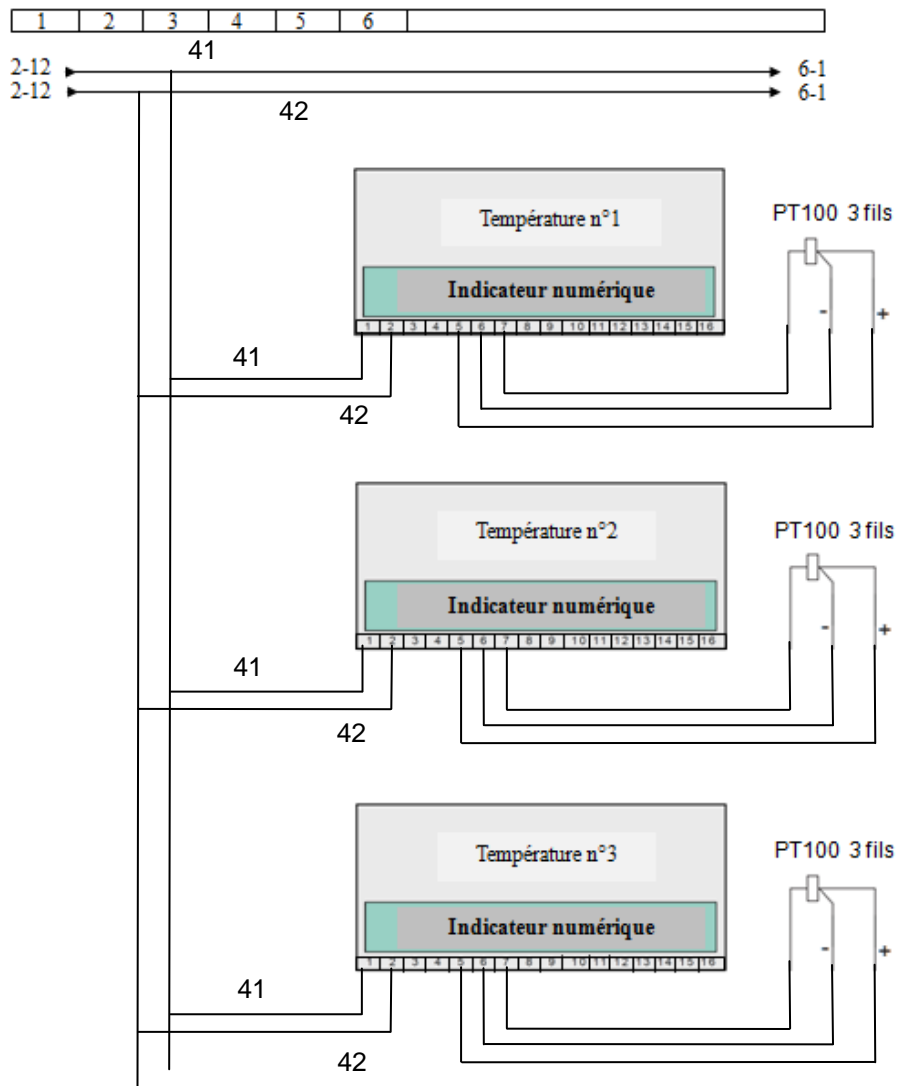 1 2 3 4 5 6
41
2-12 6-1
2-12 6-1
42
Température n°1
PT100 3 fils
Indicateur numérique
- +
1 2 3 4 5 6 7 8 9 10 11 12 13 14 15 16
41
42
Température n°2
PT100 3 fils
Indicateur numérique
- +
1 2 3 4 5 6 7 8 9 10 11 12 13 14 15 16
41
42
Température n°3
PT100 3 fils
Indicateur numérique
- +
1 2 3 4 5 6 7 8 9 10 11 12 13 14 15 16
41
42